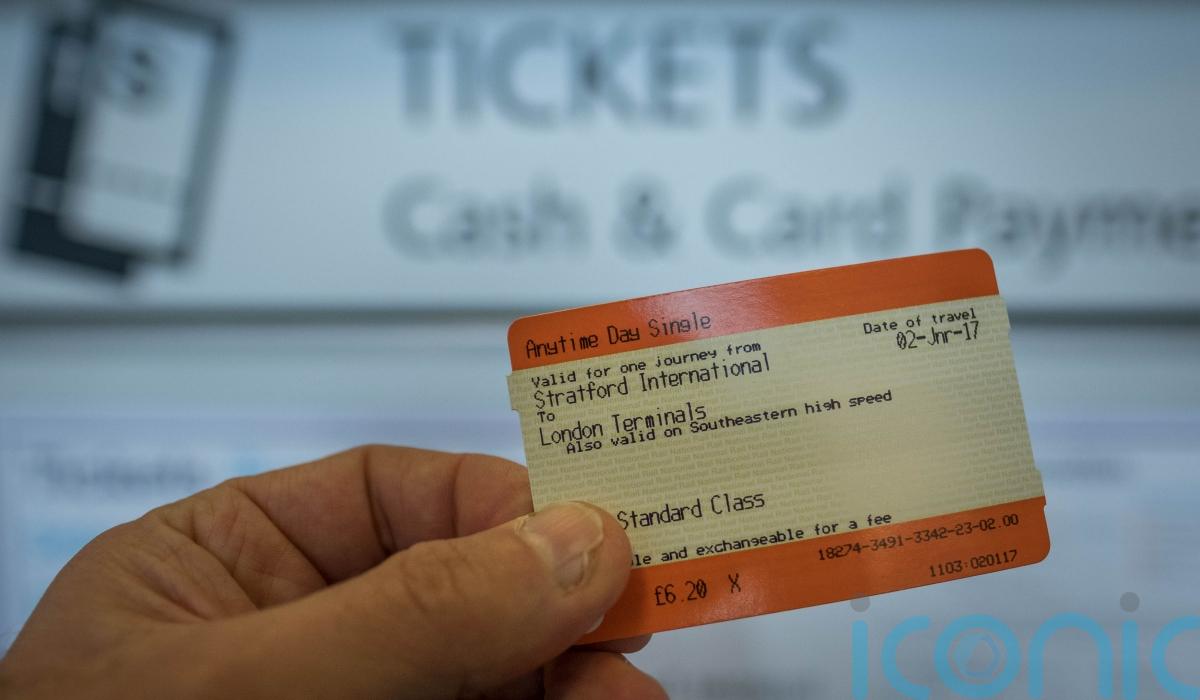 TICKETS
Cash & Card Payme
Anytime Day Single
Date of travel
02-Jnr-17
Valid for one journey from
Stratford International
To
London Terminals
Also valid on Southeastern high speed
Standard Class
le and exchangeable for a fee
18274-3491-3342-23-02.00
£6.20 X
1103:020117
iconic